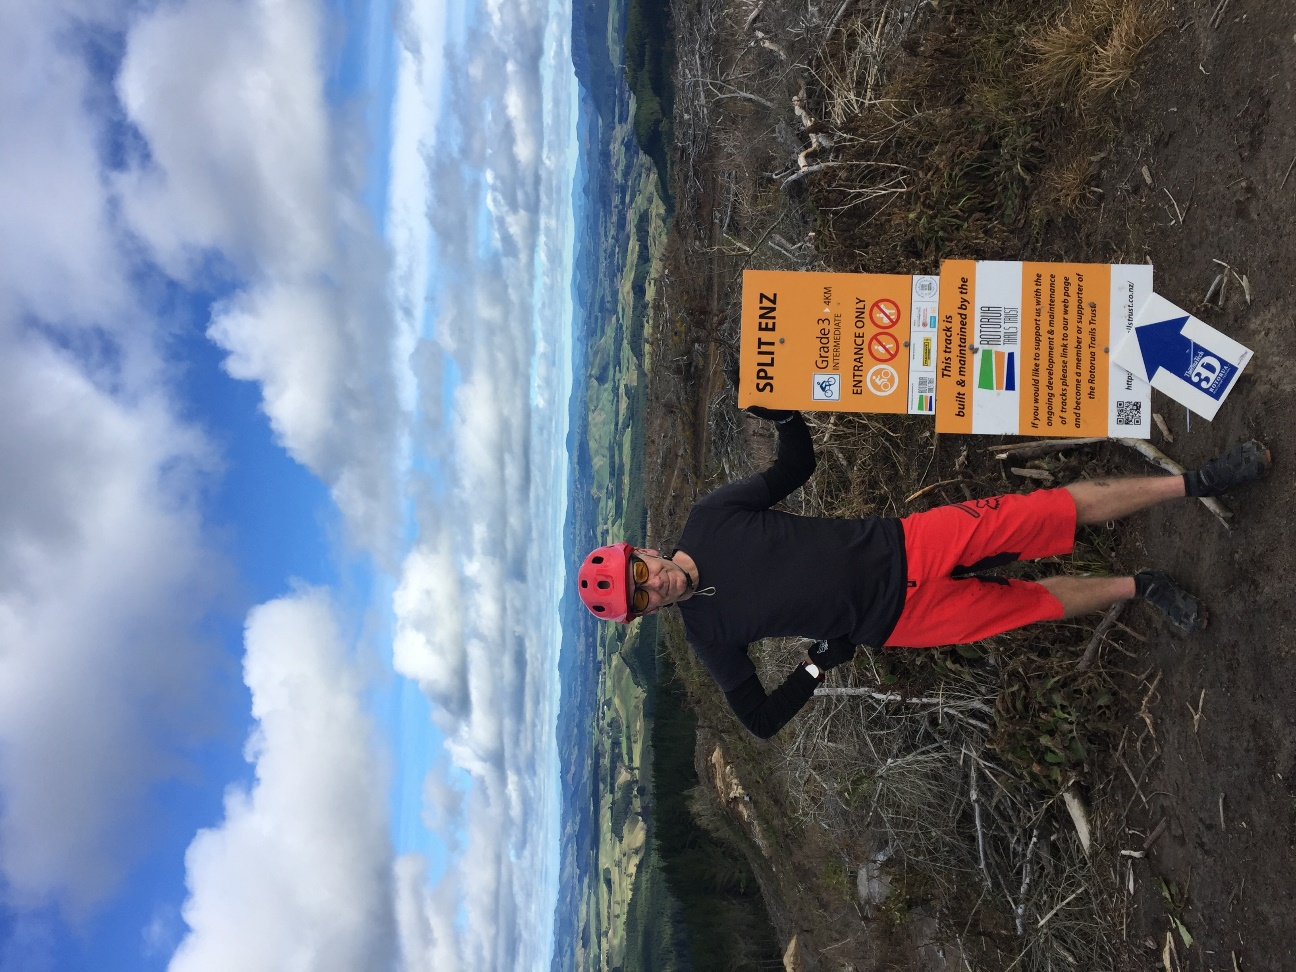 SPLIT ENZ
Grade 3 4KM
INTERMEDIATE
ENTRANCE ONLY
This track is
built & maintained by the
ROTORUA
TRAILS TRUST
If you would like to support us with the
ongoing development & maintenance
of tracks please link to our web page
and become a member or supporter of
the Rotorua Trails Trust
3D
ROTORUA